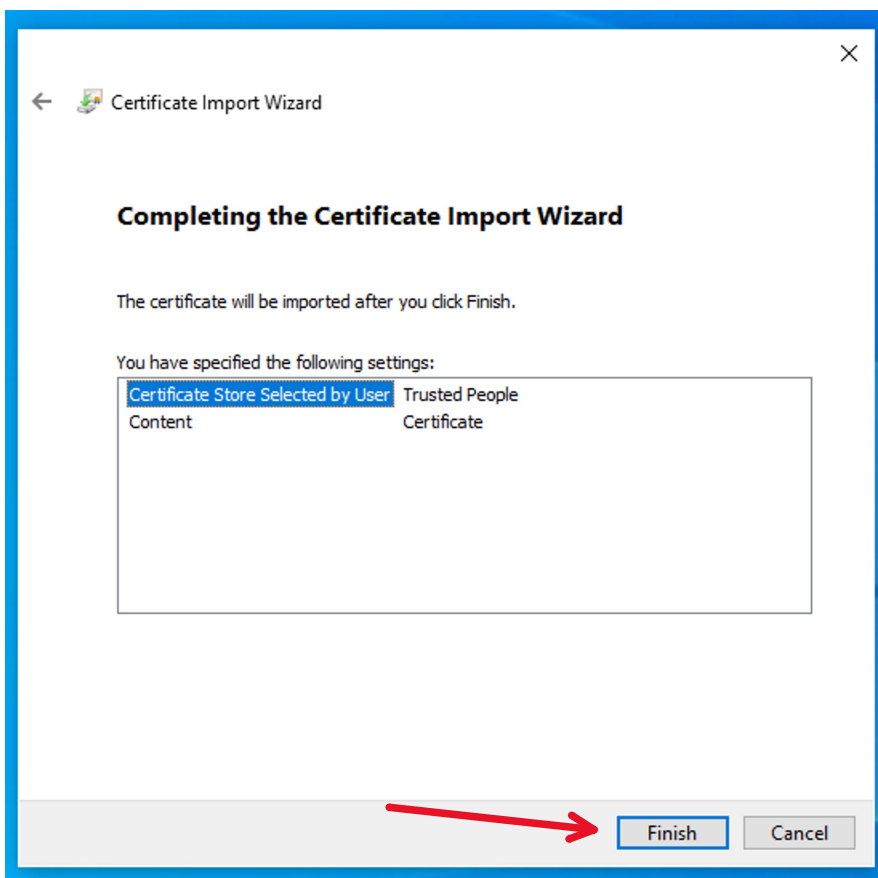 Certificate Import Wizard
Completing the Certificate Import Wizard
The certificate will be imported after you click Finish.
You have specified the following settings:
Certificate Store Selected by User Trusted People
Content Certificate
Finish Cancel